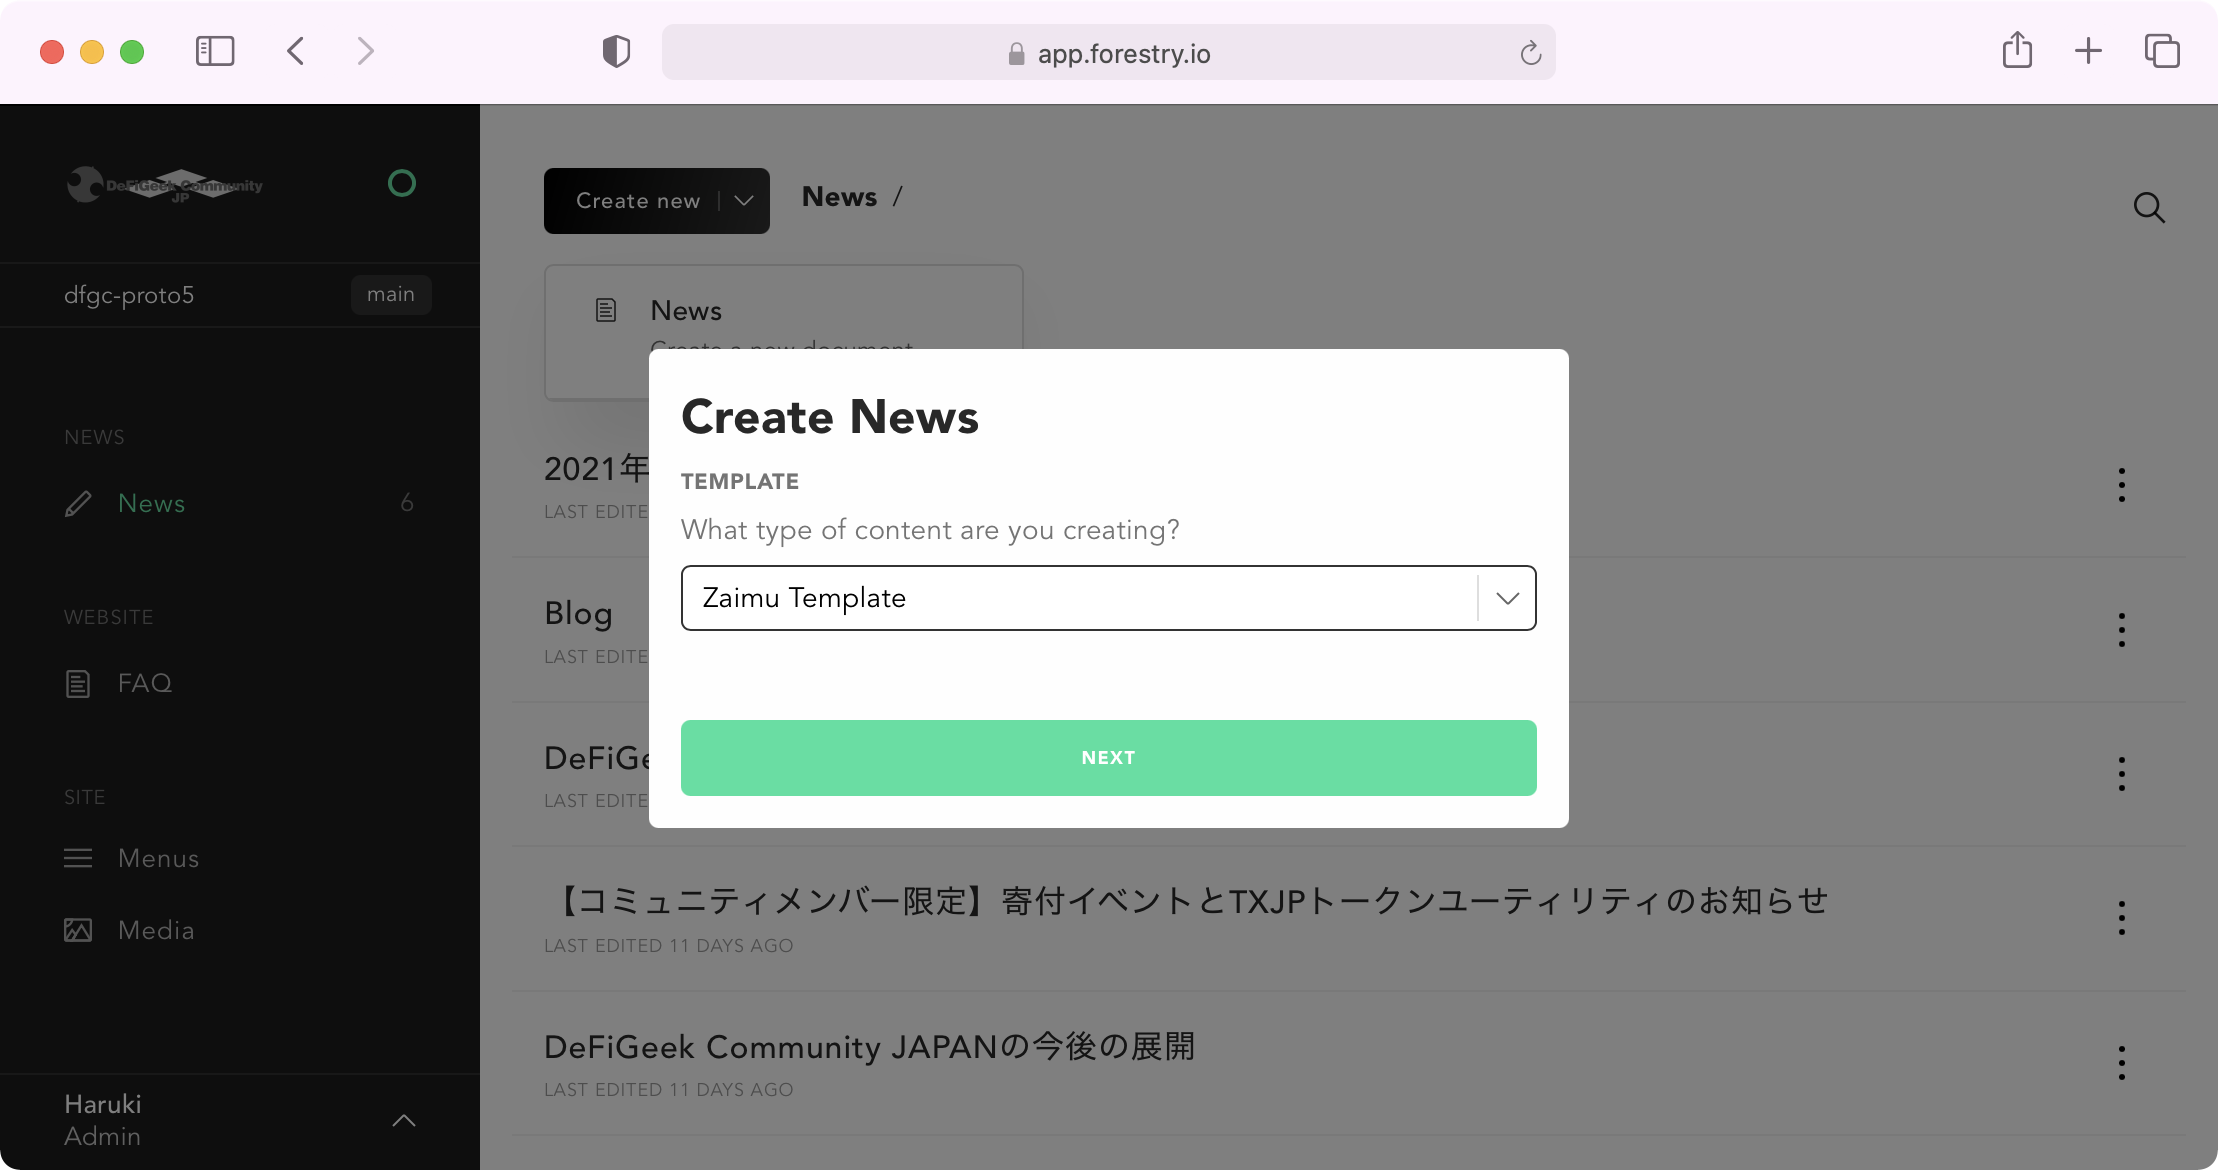 app.forestry.io
DeFiGeek Community
JP
dfgc-proto5
main
NEWS
News
6
WEBSITE
FAQ
SITE
Menus
Media
Haruki
Admin
Create new
News /
News
Create a new document
Create News
TEMPLATE
What type of content are you creating?
Zaimu Template
NEXT
2021年
LAST EDITE
Blog
LAST EDITE
DeFiGe
LAST EDITE
【コミュニティメンバー限定】寄付イベントとTXJPトークンユーティリティのお知らせ
LAST EDITED 11 DAYS AGO
DeFiGeek Community JAPANの今後の展開
LAST EDITED 11 DAYS AGO